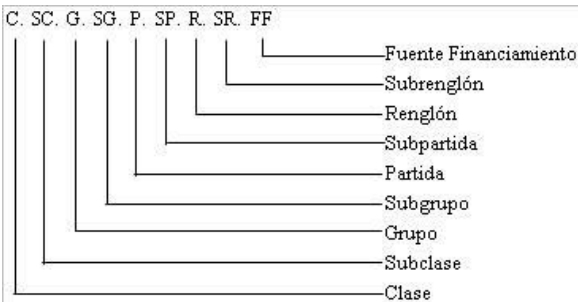 C. SC. G. SG. P. SP. R. SR. FF
Fuente Financiamiento
Subrenglón
Renglón
Subpartida
Partida
Subgrupo
Grupo
Subclase
Clase